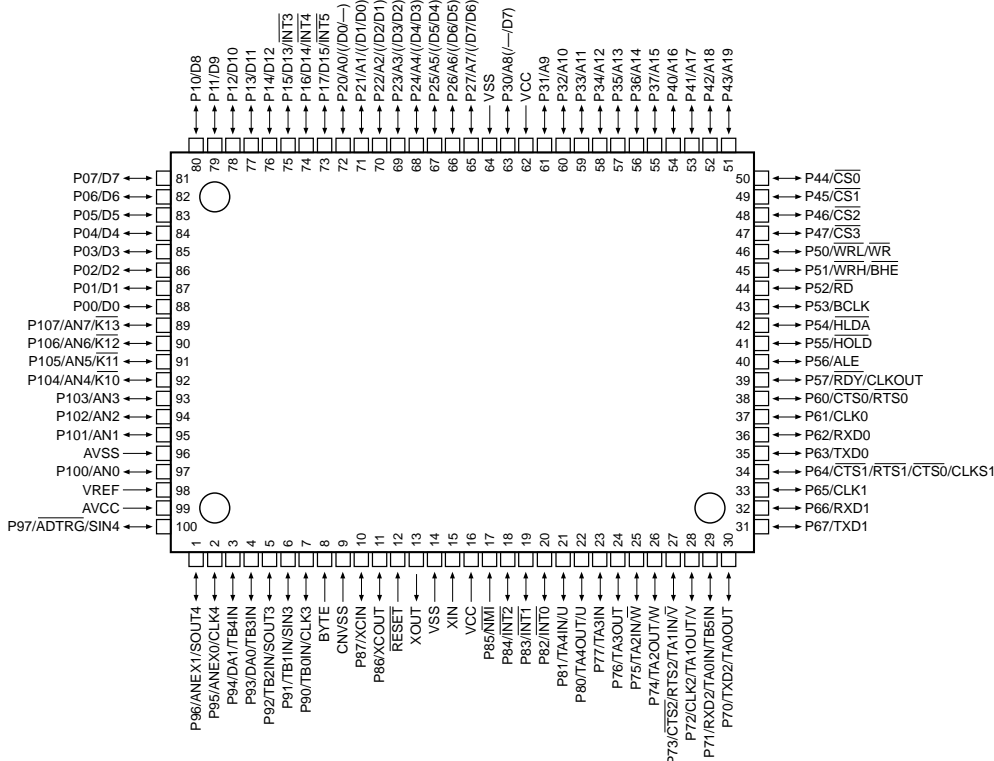 P10/D8
P11/D9
P12/D10
P13/D11
P14/D12
P15/D13/INT3
P16/D14/INT4
P17/D15/INT5
P20/A0/(/D0/—)
P21/A1/(/D1/D0)
P22/A2/(/D2/D1)
P23/A3/(/D3/D2)
P24/A4/(/D4/D3)
P25/A5/(/D5/D4)
P26/A6/(/D6/D5)
P27/A7/(/D7/D6)
VSS
P30/A8(/—/D7)
VCC
P31/A9
P32/A10
P33/A11
P34/A12
P35/A13
P36/A14
P37/A15
P40/A16
P41/A17
P42/A18
P43/A19
80 79 78 77 76 75 74 73 72 71 70 69 68 67 66 65 64 63 62 61 60 59 58 57 56 55 54 53 52 51
P07/D7 81
P06/D6 82
P05/D5 83
P04/D4 84
P03/D3 85
P02/D2 86
P01/D1 87
P00/D0 88
P107/AN7/K13 89
P106/AN6/K12 90
P105/AN5/K11 91
P104/AN4/K10 92
P103/AN3 93
P102/AN2 94
P101/AN1 95
AVSS 96
P100/AN0 97
VREF 98
AVCC 99
P97/ADTRG/SIN4 100
50 P44/CS0
49 P45/CS1
48 P46/CS2
47 P47/CS3
46 P50/WRL/WR
45 P51/WRH/BHE
44 P52/RD
43 P53/BCLK
42 P54/HLDA
41 P55/HOLD
40 P56/ALE
39 P57/RDY/CLKOUT
38 P60/CTS0/RTS0
37 P61/CLK0
36 P62/RXD0
35 P63/TXD0
34 P64/CTS1/RTS1/CTS0/CLKS1
33 P65/CLK1
32 P66/RXD1
31 P67/TXD1
1 2 3 4 5 6 7 8 9 10 11 12 13 14 15 16 17 18 19 20 21 22 23 24 25 26 27 28 29 30
P96/ANEX1/SOUT4
P95/ANEX0/CLK4
P94/DA1/TB4IN
P93/DA0/TB3IN
P92/TB2IN/SOUT3
P91/TB1IN/SIN3
P90/TB0IN/CLK3
BYTE
CNVSS
P87/XCIN
P86/XCOUT
RESET
XOUT
VSS
XIN
VCC
P85/NMI
P84/INT2
P83/INT1
P82/INT0
P81/TA4IN/U
P80/TA4OUT/U
P77/TA3IN
P76/TA3OUT
P75/TA2IN/W
P74/TA2OUT/W
P73/CTS2/RTS2/TA1IN/V
P72/CLK2/TA1OUT/V
P71/RXD2/TA0IN/TB5IN
P70/TXD2/TA0OUT